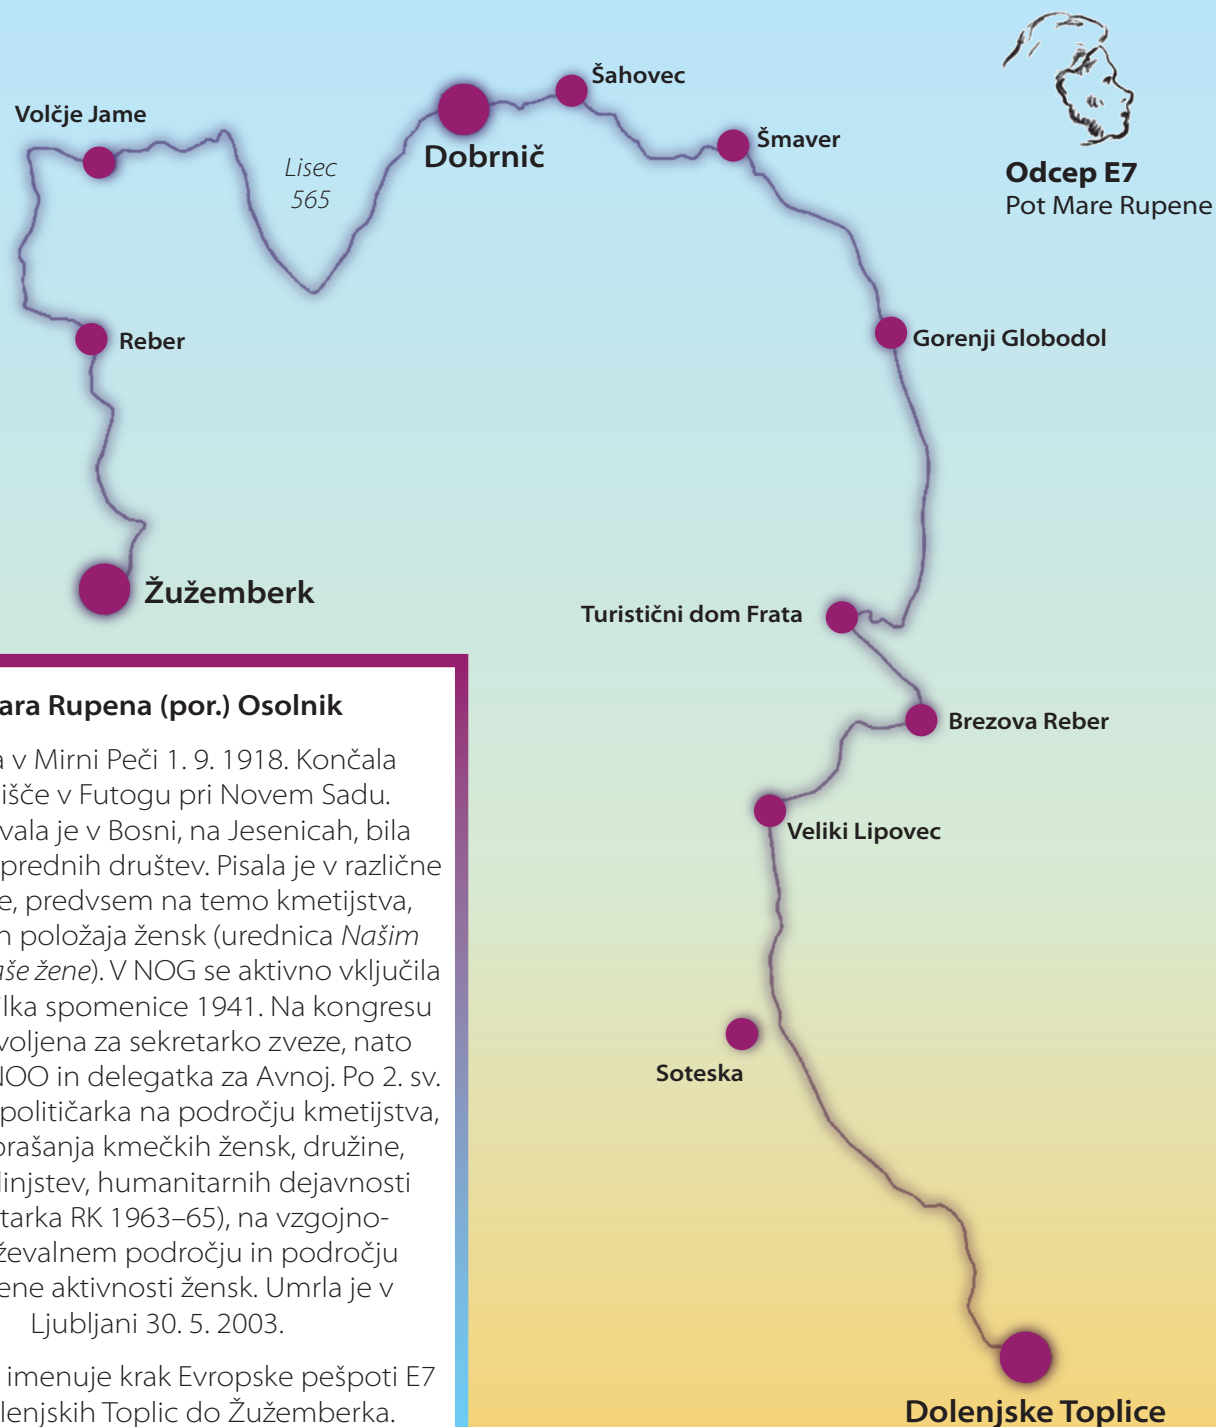 Šahovec
Volčje Jame
Šmaver
Dobrnič
Lisec
565
Odcep E7
Pot Mare Rupene
Reber
Gorenji Globodol
Žužemberk
Turistični dom Frata
Brezova Reber
Veliki Lipovec
Soteska
Dolenjske Toplice
ara Rupena (por.) Osolnik
a v Mirni Peči 1. 9. 1918. Končala
išče v Futogu pri Novem Sadu.
vala je v Bosni, na Jesenicah, bila
prednih društev. Pisala je v različne
e, predvsem na temo kmetijstva,
n položaja žensk (urednica Našim
aše žene). V NOG se aktivno vključila
lka spomenice 1941. Na kongresu
voljena za sekretarko zveze, nato
NOO in delegatka za Avnoj. Po 2. sv.
političarka na področju kmetijstva,
prašanja kmečkih žensk, družine,
linjstev, humanitarnih dejavnosti
tarka RK 1963–65), na vzgojno-
ževalnem področju in področju
ene aktivnosti žensk. Umrla je v
Ljubljani 30. 5. 2003.
imenuje krak Evropske pešpoti E7
lenjskih Toplic do Žužemberka.